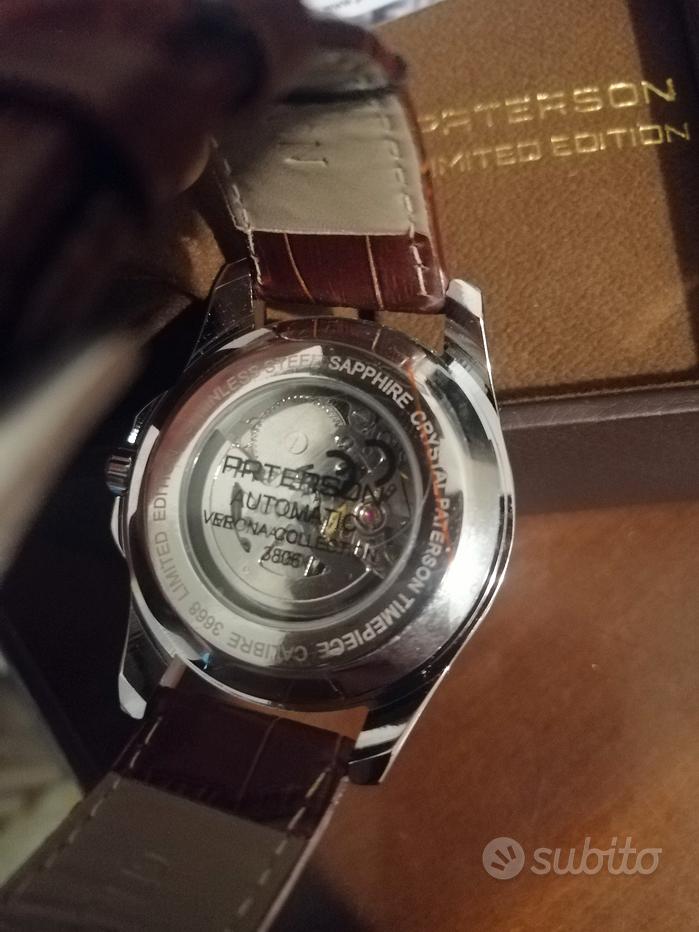 PATERSON
LIMITED EDITION
STAINLESS STEEL SAPPHIRE CRYSTAL PATERSON TIMEPIECE CALIBRE 3668 LIMITED EDITION
PATERSON
AUTOMATIC
VERONA COLLECTION
subito